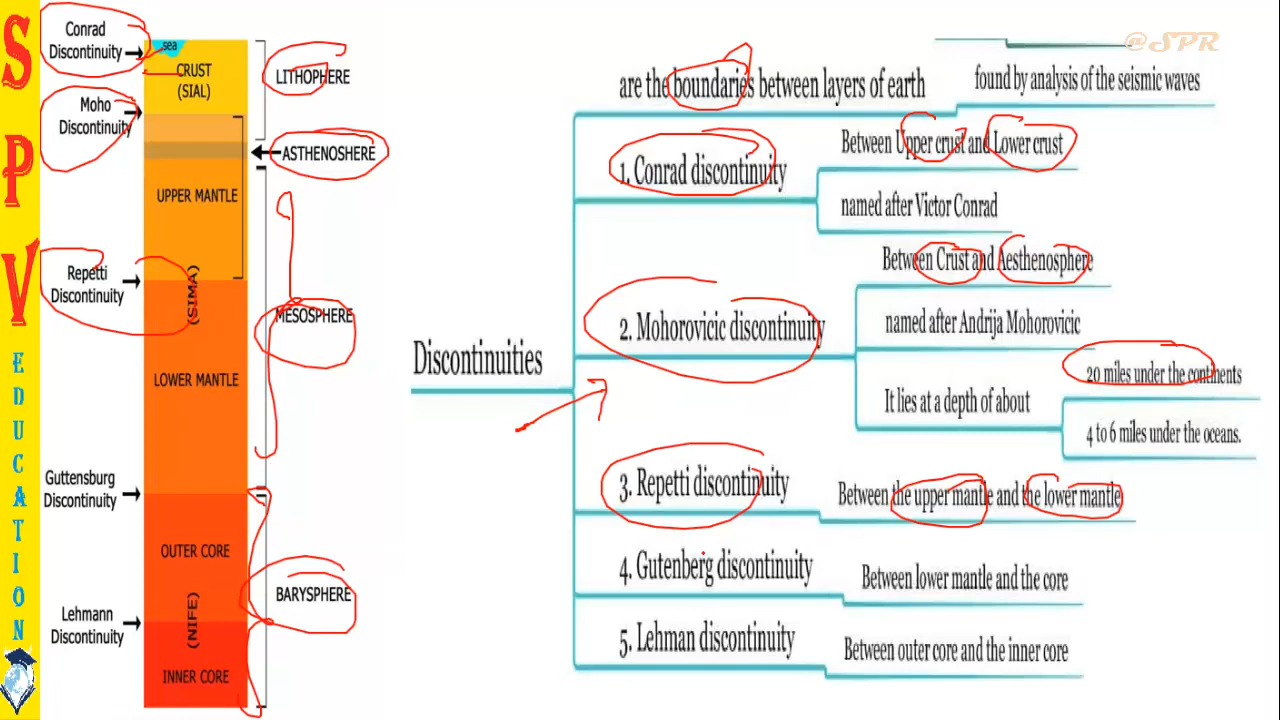 S
P
V
EDUCATION
Conrad
Discontinuity
Moho
Discontinuity
Repetti
Discontinuity
Guttensburg
Discontinuity
Lehmann
Discontinuity
sea
CRUST
(SIAL)
UPPER MANTLE
(SIMA)
LOWER MANTLE
OUTER CORE
(NIFE)
INNER CORE
LITHOPHERE
ASTHENOSHERE
MESOSPHERE
BARYSPHERE
@SPR
Discontinuities
are the boundaries between layers of earth
found by analysis of the seismic waves
1. Conrad discontinuity
Between Upper crust and Lower crust
named after Victor Conrad
2. Mohorovicic discontinuity
Between Crust and Aesthenosphere
named after Andrija Mohorovicic
It lies at a depth of about
20 miles under the continents
4 to 6 miles under the oceans.
3. Repetti discontinuity
Between the upper mantle and the lower mantle
4. Gutenberg discontinuity
Between lower mantle and the core
5. Lehman discontinuity
Between outer core and the inner core